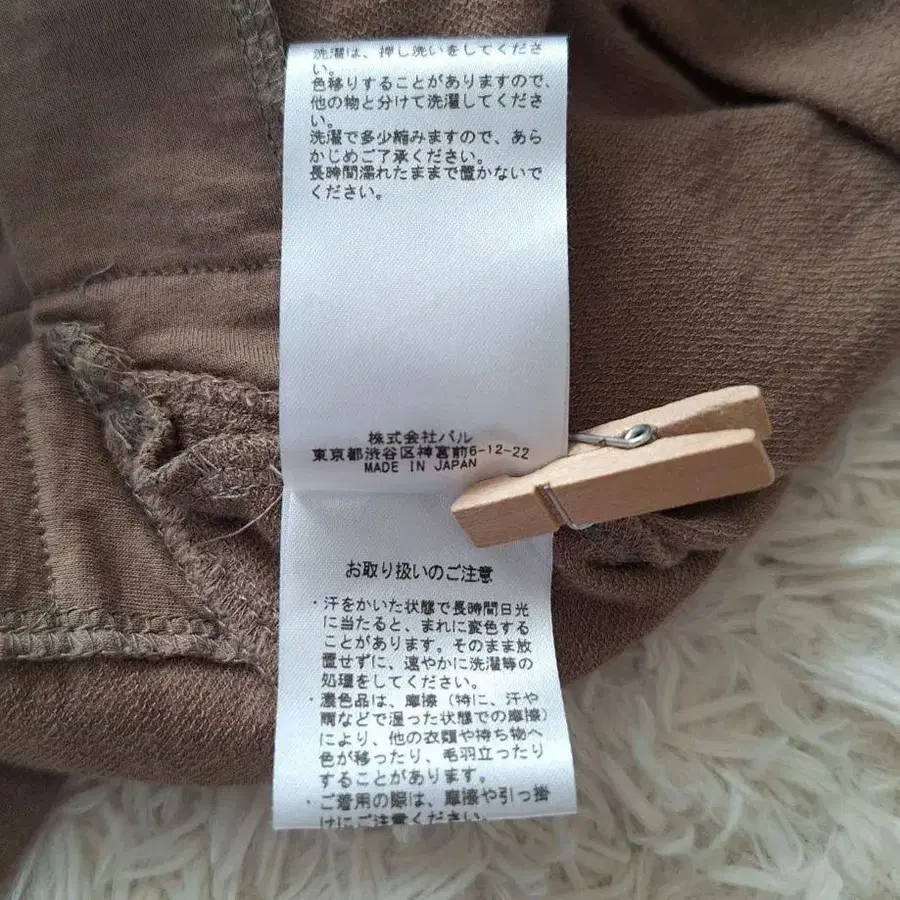 洗濯は、押し洗いをしてくださ
い。
色移りすることがありますので、
他の物と分けて洗濯してくださ
い。
洗濯で多少縮みますので、あら
かじめご了承ください。
長時間濡れたままで置かないで
ください。
株式会社パル
東京都渋谷区神宮前6-12-22
MADE IN JAPAN
お取り扱いのご注意
・汗をかいた状態で長時間日光
に当たると、まれに変色する
ことがあります。そのまま放
置せずに、速やかに洗濯等の
処理をしてください。
・濃色品は、摩擦（特に、汗や
雨などで湿った状態での摩擦）
により、他の衣類や持ち物へ
色が移ったり、毛羽立ったり
することがあります。
・ご着用の際は、摩擦や引っ掛
けにご注意ください。